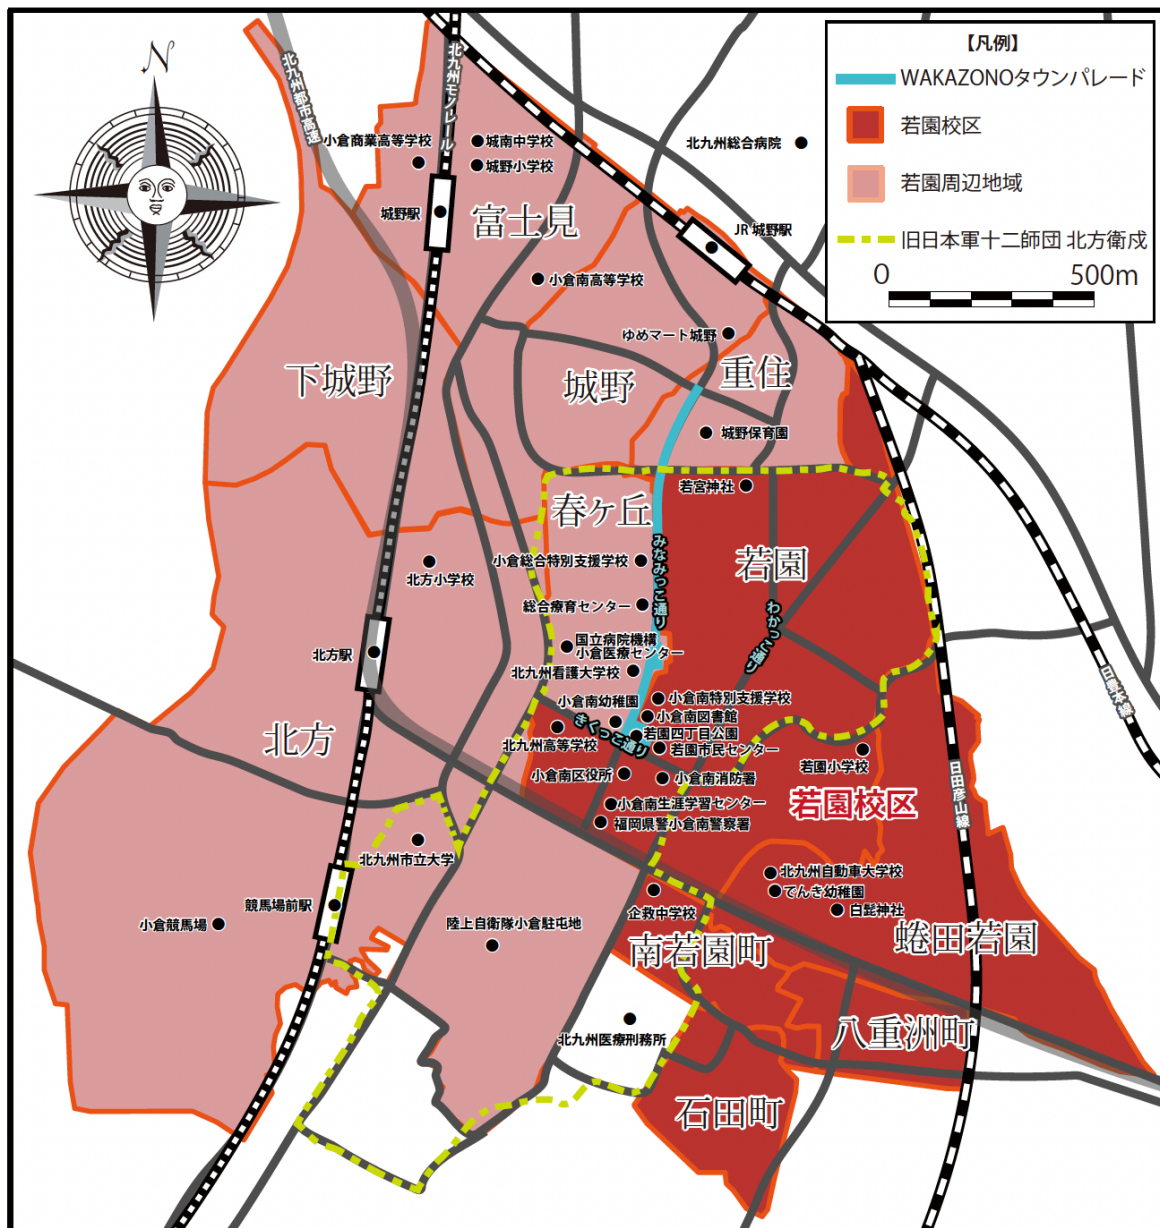 N
【凡例】
WAKAZONOタウンパレード
若園校区
若園周辺地域
旧日本軍十二師団 北方衛戍
0 500m
北九州都市高速
北九州モノレール
小倉商業高等学校
城南中学校
城野小学校
北九州総合病院
城野駅
富士見
JR 城野駅
小倉南高等学校
ゆめマート城野
下城野
城野
重住
城野保育園
若宮神社
春ヶ丘
みなみっこ通り
若園
小倉総合特別支援学校
北方小学校
総合療育センター
わかっこ通り
国立病院機構
小倉医療センター
北方駅
北九州看護大学校
日豊本線
小倉南特別支援学校
小倉南幼稚園
小倉南図書館
北方
きくっこ通り
若園四丁目公園
北九州高等学校
若園市民センター
若園小学校
小倉南区役所
小倉南消防署
日田彦山線
小倉南生涯学習センター
若園校区
福岡県警小倉南警察署
北九州市立大学
北九州自動車大学校
でんき幼稚園
競馬場前駅
企救中学校
白髭神社
小倉競馬場
陸上自衛隊小倉駐屯地
南若園町
蜷田若園
北九州医療刑務所
八重洲町
石田町